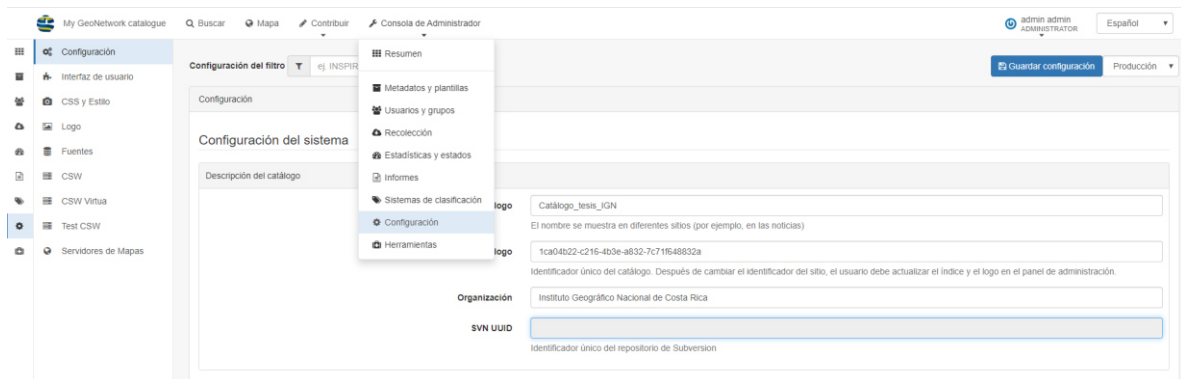 My GeoNetwork catalogue Buscar Mapa Contribuir Consola de Administrador admin admin Español
ADMINISTRATOR
Configuración
Interfaz de usuario
CSS y Estilo
Logo
Fuentes
CSW
CSW Virtua
Test CSW
Servidores de Mapas
Resumen
Metadatos y plantillas
Usuarios y grupos
Recolección
Estadísticas y estados
Informes
Sistemas de clasificación
Configuración
Herramientas
Configuración del filtro ej. INSPIR Guardar configuración Producción
Configuración
Configuración del sistema
Descripción del catálogo
logo Catálogo_tesis_IGN
El nombre se muestra en diferentes sitios (por ejemplo, en las noticias)
logo 1ca04b22-c216-4b3e-a832-7c71f648832a
Identificador único del catálogo. Después de cambiar el identificador del sitio, el usuario debe actualizar el índice y el logo en el panel de administración.
Organización Instituto Geográfico Nacional de Costa Rica
SVN UUID
Identificador único del repositorio de Subversion